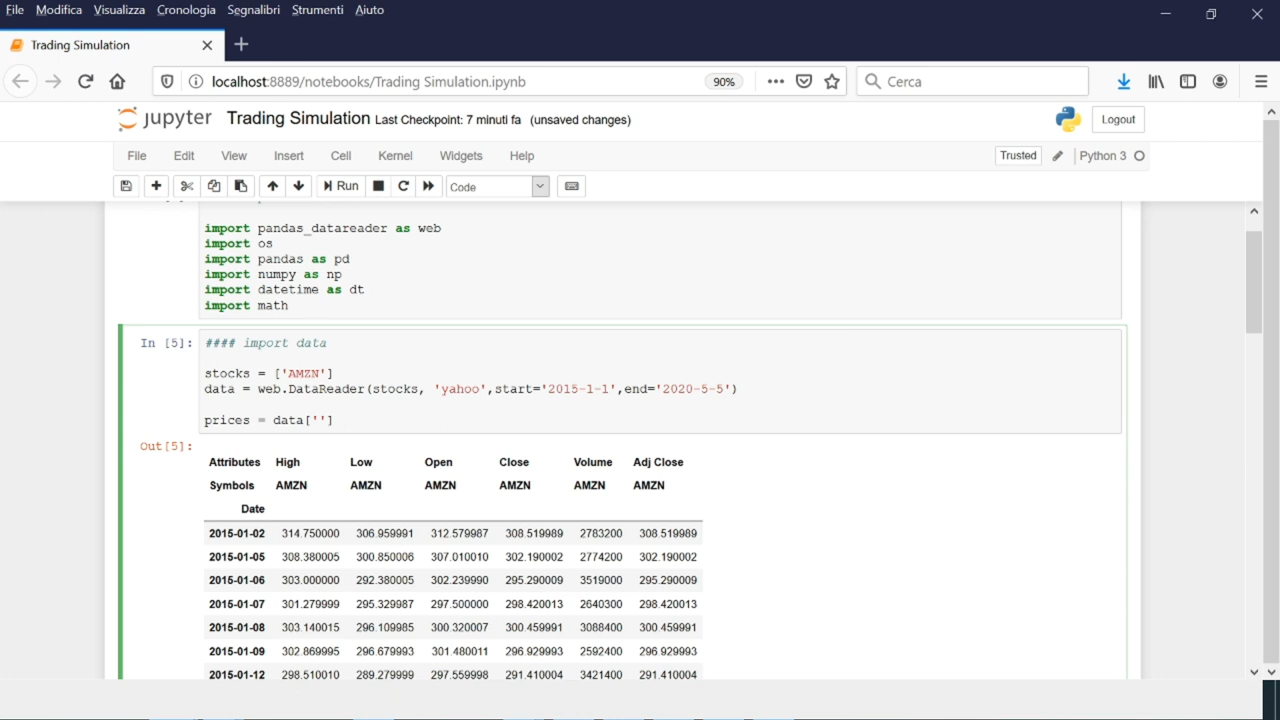 File Modifica Visualizza Cronologia Segnalibri Strumenti Aiuto
Trading Simulation
localhost:8889/notebooks/Trading Simulation.ipynb 90% Cerca
jupyter Trading Simulation Last Checkpoint: 7 minuti fa (unsaved changes) Logout
File Edit View Insert Cell Kernel Widgets Help Trusted Python 3
Run Code
import pandas_datareader as web
import os
import pandas as pd
import numpy as np
import datetime as dt
import math
In [5]: #### import data
stocks = ['AMZN']
data = web.DataReader(stocks, 'yahoo',start='2015-1-1',end='2020-5-5')
prices = data['']
Out[5]:
Attributes High Low Open Close Volume Adj Close
Symbols AMZN AMZN AMZN AMZN AMZN AMZN
Date
2015-01-02 314.750000 306.959991 312.579987 308.519989 2783200 308.519989
2015-01-05 308.380005 300.850006 307.010010 302.190002 2774200 302.190002
2015-01-06 303.000000 292.380005 302.239990 295.290009 3519000 295.290009
2015-01-07 301.279999 295.329987 297.500000 298.420013 2640300 298.420013
2015-01-08 303.140015 296.109985 300.320007 300.459991 3088400 300.459991
2015-01-09 302.869995 296.679993 301.480011 296.929993 2592400 296.929993
2015-01-12 298.510010 289.279999 297.559998 291.410004 3421400 291.410004